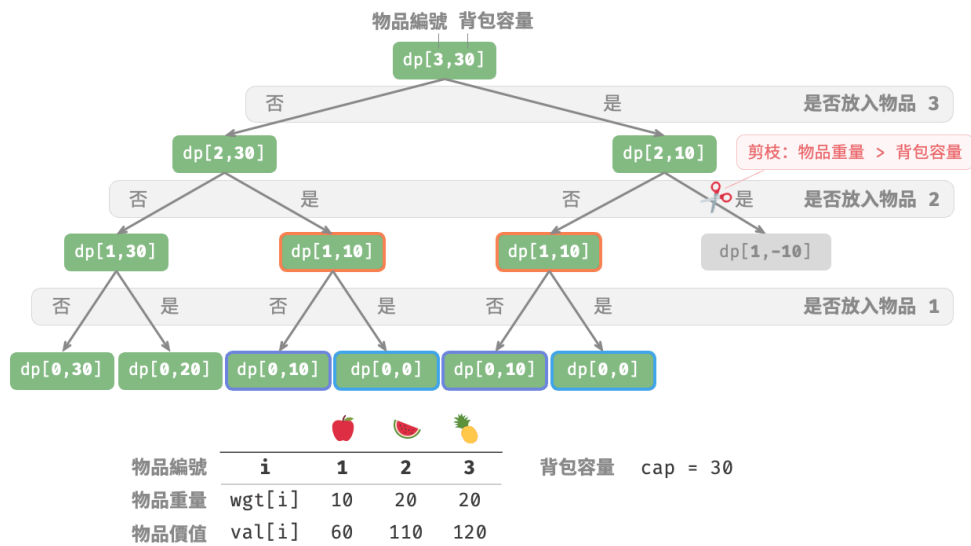 物品編號 背包容量
dp[3,30]
否 是 是否放入物品 3
dp[2,30] dp[2,10] 剪枝：物品重量 > 背包容量
否 是 否 是 是否放入物品 2
dp[1,30] dp[1,10] dp[1,10] dp[1,-10]
否 是 否 是 否 是 是否放入物品 1
dp[0,30] dp[0,20] dp[0,10] dp[0,0] dp[0,10] dp[0,0]
物品編號 i 1 2 3 背包容量 cap = 30
物品重量 wgt[i] 10 20 20
物品價值 val[i] 60 110 120